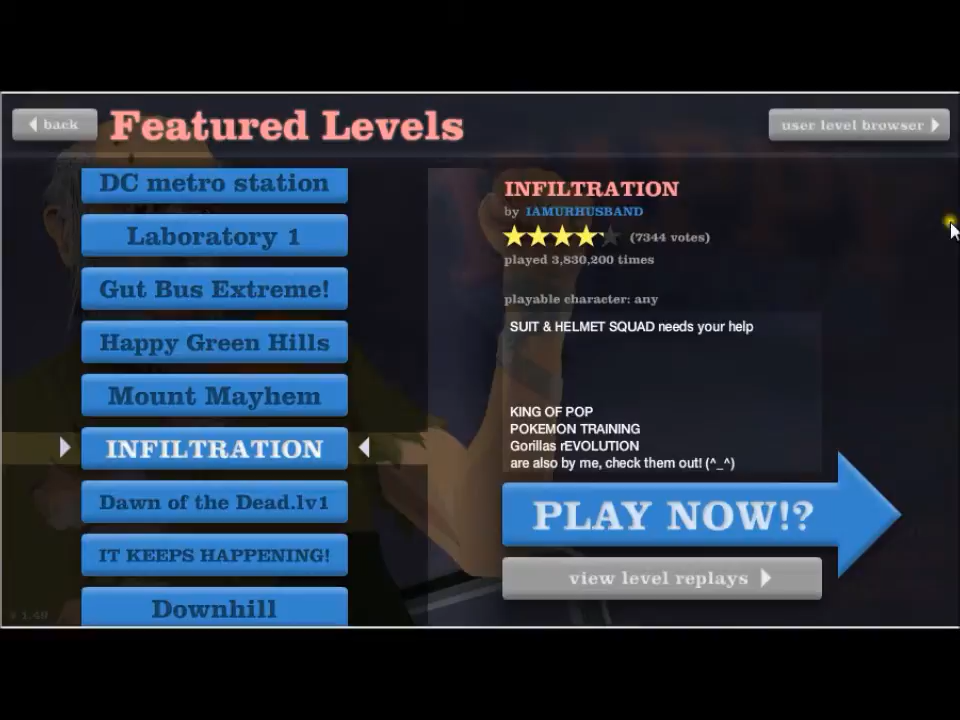 back
Featured Levels
user level browser
DC metro station
Laboratory 1
Gut Bus Extreme!
Happy Green Hills
Mount Mayhem
INFILTRATION
Dawn of the Dead.lv1
IT KEEPS HAPPENING!
Downhill
INFILTRATION
by IAMURHUSBAND
(7344 votes)
played 3,830,200 times
playable character: any
SUIT & HELMET SQUAD needs your help
KING OF POP
POKEMON TRAINING
Gorillas rEVOLUTION
are also by me, check them out! (^_^)
PLAY NOW!?
view level replays